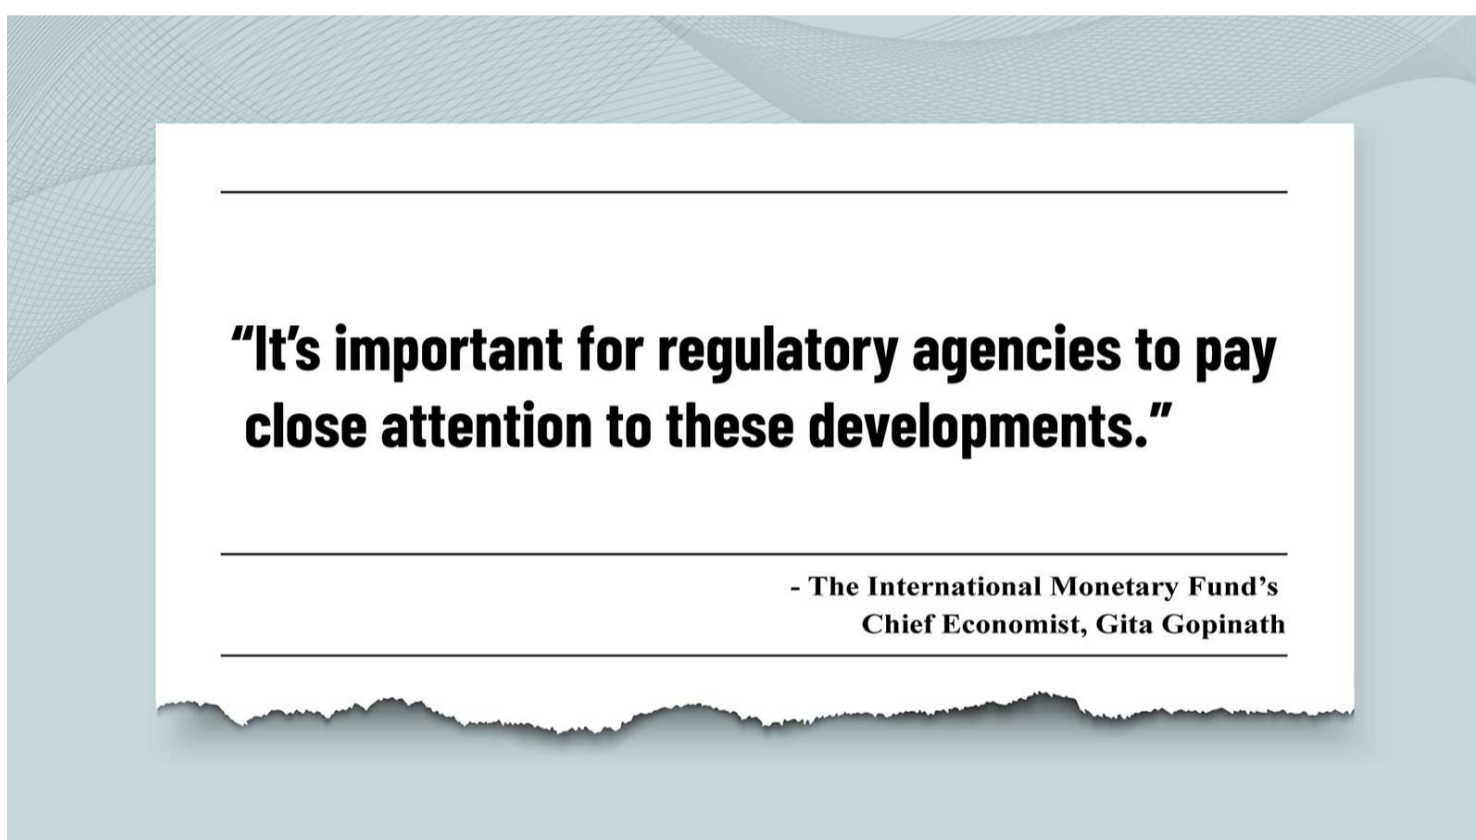 “It’s important for regulatory agencies to pay
close attention to these developments.”
- The International Monetary Fund’s
Chief Economist, Gita Gopinath